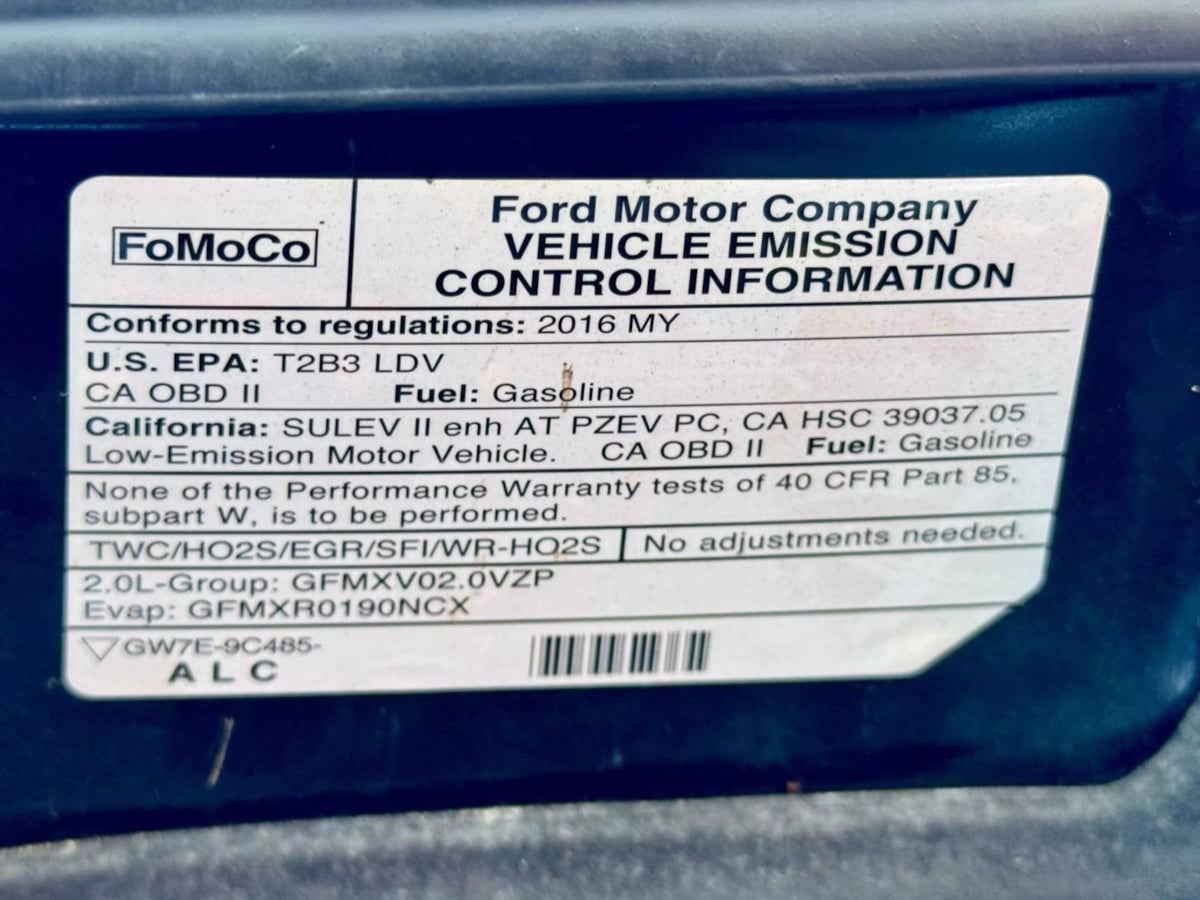 FoMoCo
Ford Motor Company
VEHICLE EMISSION
CONTROL INFORMATION
Conforms to regulations: 2016 MY
U.S. EPA: T2B3 LDV
CA OBD II Fuel: Gasoline
California: SULEV II enh AT PZEV PC, CA HSC 39037.05
Low-Emission Motor Vehicle. CA OBD II Fuel: Gasoline
None of the Performance Warranty tests of 40 CFR Part 85,
subpart W, is to be performed.
TWC/HO2S/EGR/SFI/WR-HO2S No adjustments needed.
2.0L-Group: GFMXV02.0VZP
Evap: GFMXR0190NCX
GW7E-9C485-
A L C